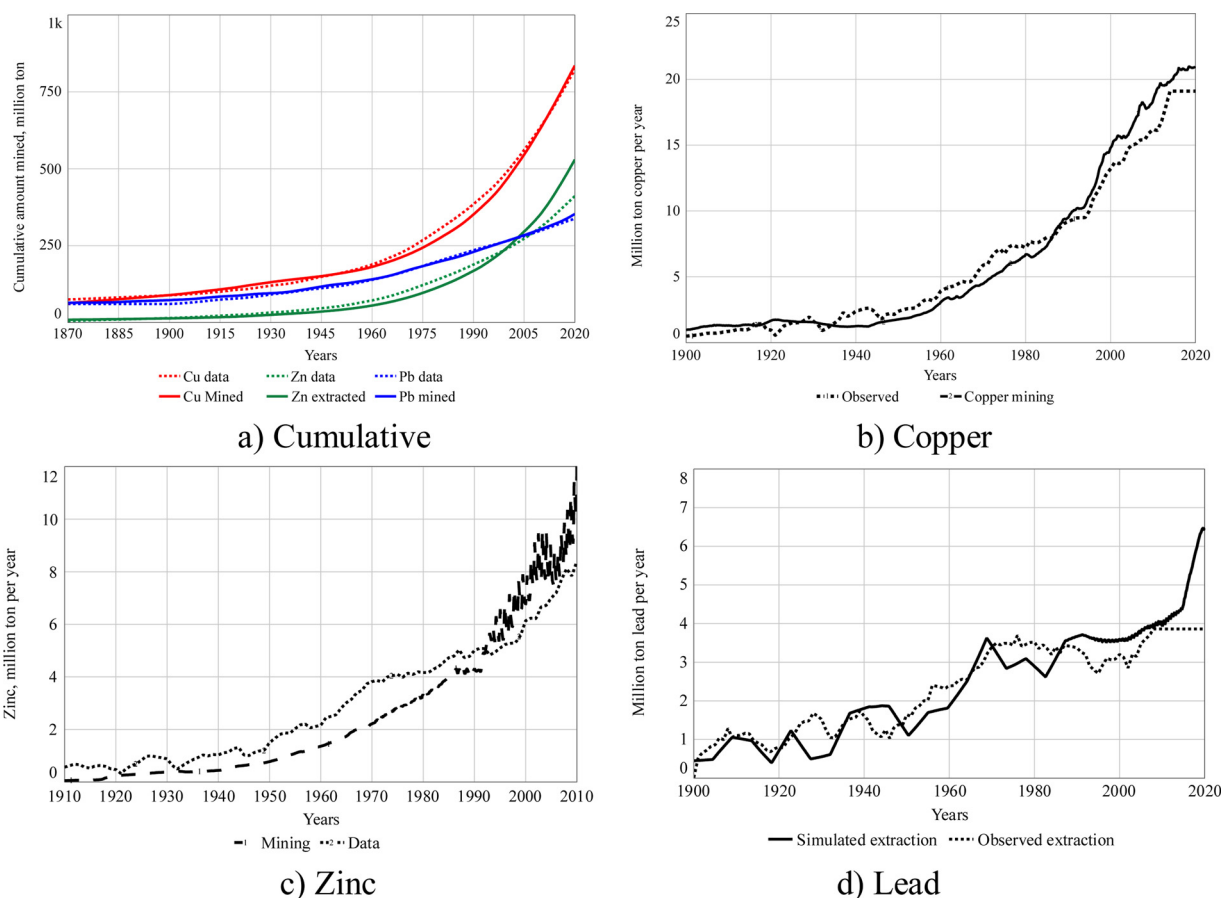 1k
750
500
250
0
Cumulative amount mined, million ton
1870 1885 1900 1915 1930 1945 1960 1975 1990 2005 2020
Years
Cu data Zn data Pb data
Cu Mined Zn extracted Pb mined
a) Cumulative
25
20
15
10
5
0
Million ton copper per year
1900 1920 1940 1960 1980 2000 2020
Years
1 Observed 2 Copper mining
b) Copper
12
10
8
6
4
2
0
Zinc, million ton per year
1910 1920 1930 1940 1950 1960 1970 1980 1990 2000 2010
Years
1 Mining 2 Data
c) Zinc
8
7
6
5
4
3
2
1
0
Million ton lead per year
1900 1920 1940 1960 1980 2000 2020
Years
Simulated extraction Observed extraction
d) Lead